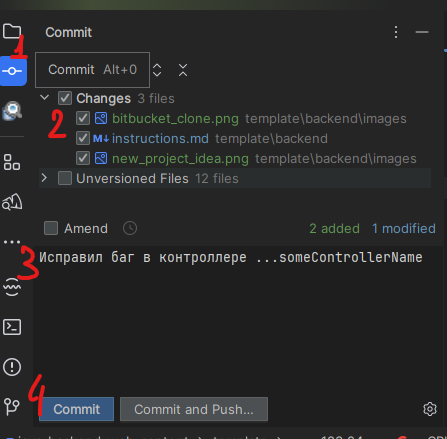 Commit
1
Commit Alt+0
Changes 3 files
2
bitbucket_clone.png template\backend\images
M↓ instructions.md template\backend
new_project_idea.png template\backend\images
Unversioned Files 12 files
Amend 2 added 1 modified
3
Исправил баг в контроллере ...someControllerName
4
Commit Commit and Push...